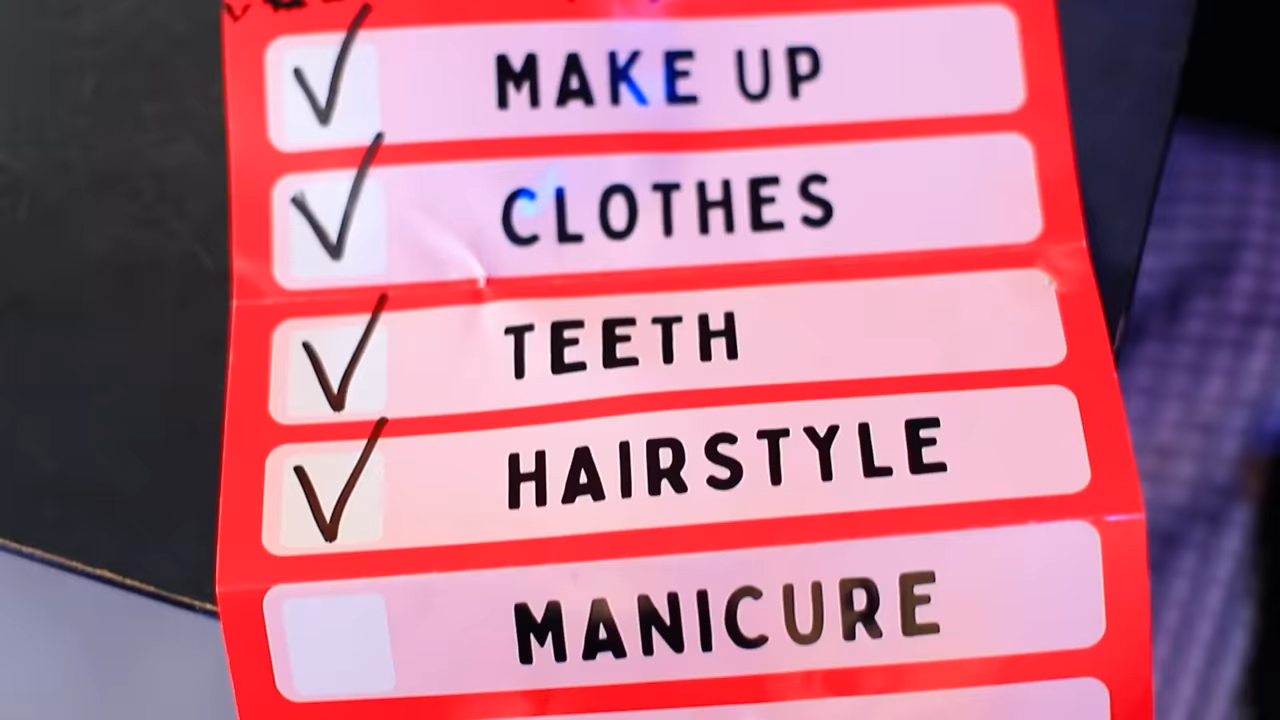 MAKE UP
CLOTHES
TEETH
HAIRSTYLE
MANICURE